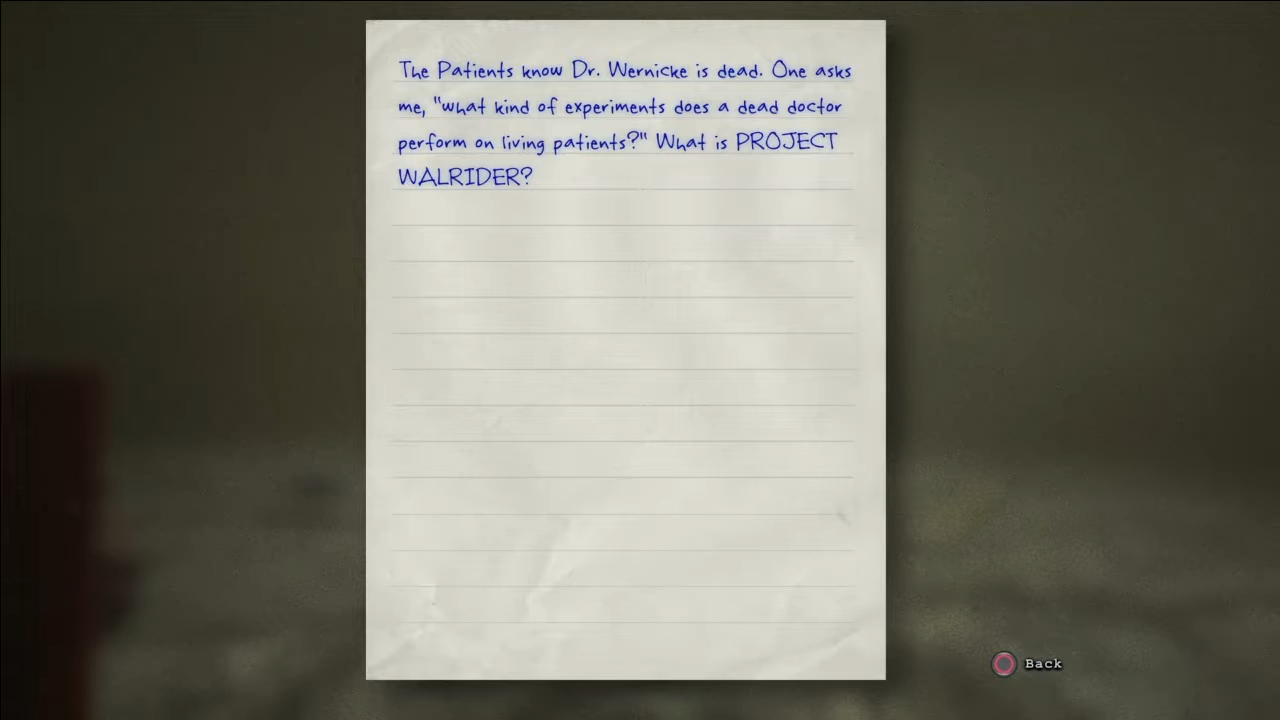 The Patients know Dr. Wernicke is dead. One asks
me, "what kind of experiments does a dead doctor
perform on living patients?" What is PROJECT
WALRIDER?
Back